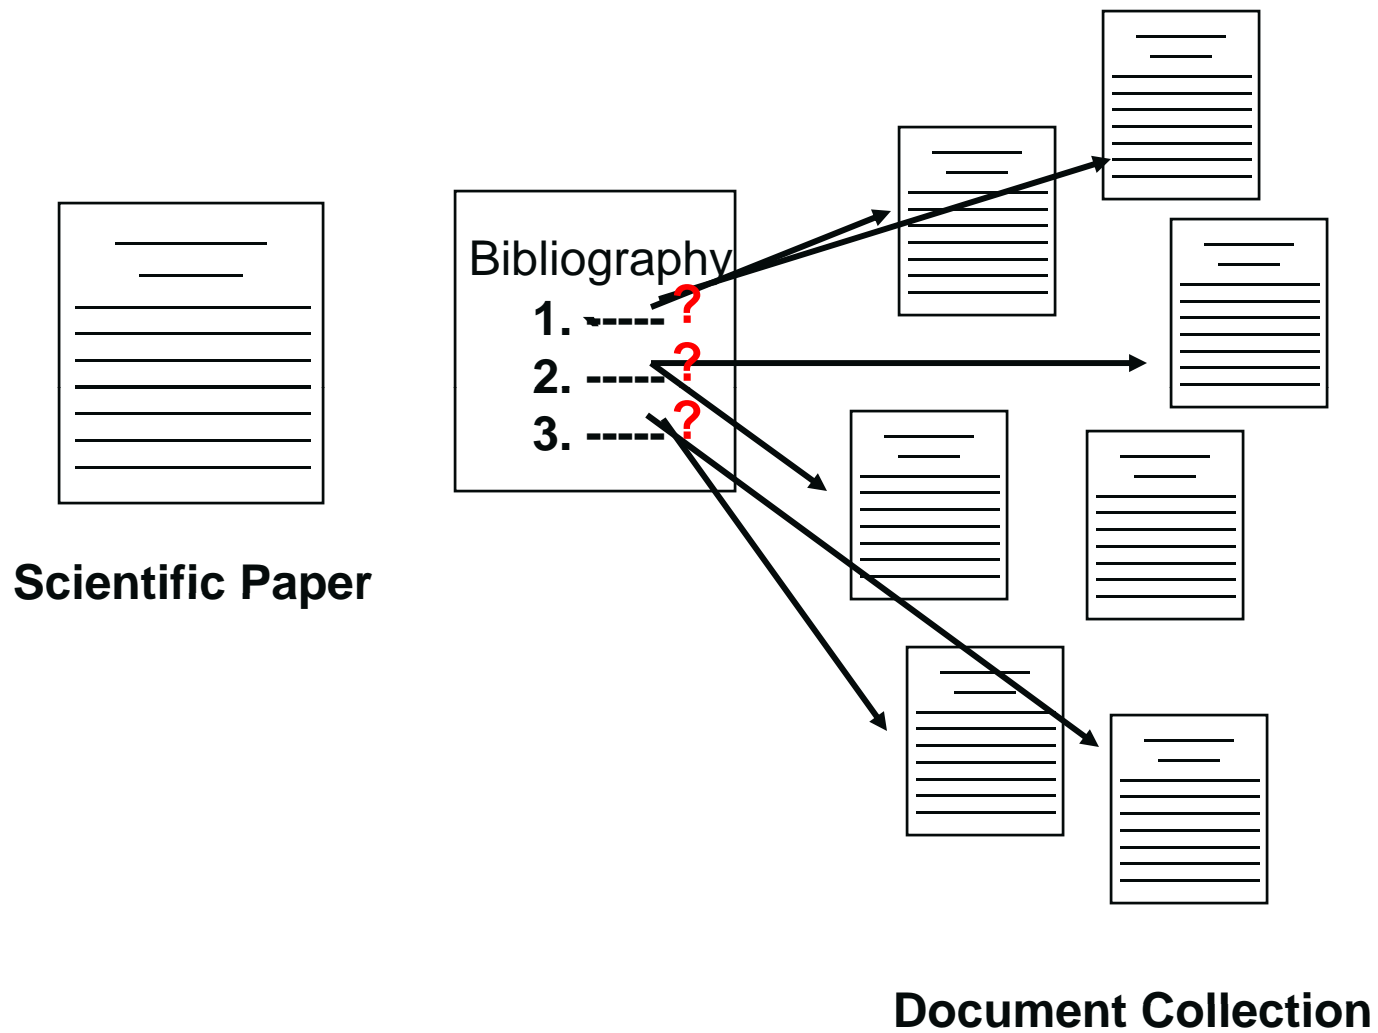 Bibliography
1. ----- ?
2. ----- ?
3. ----- ?
Scientific Paper
Document Collection